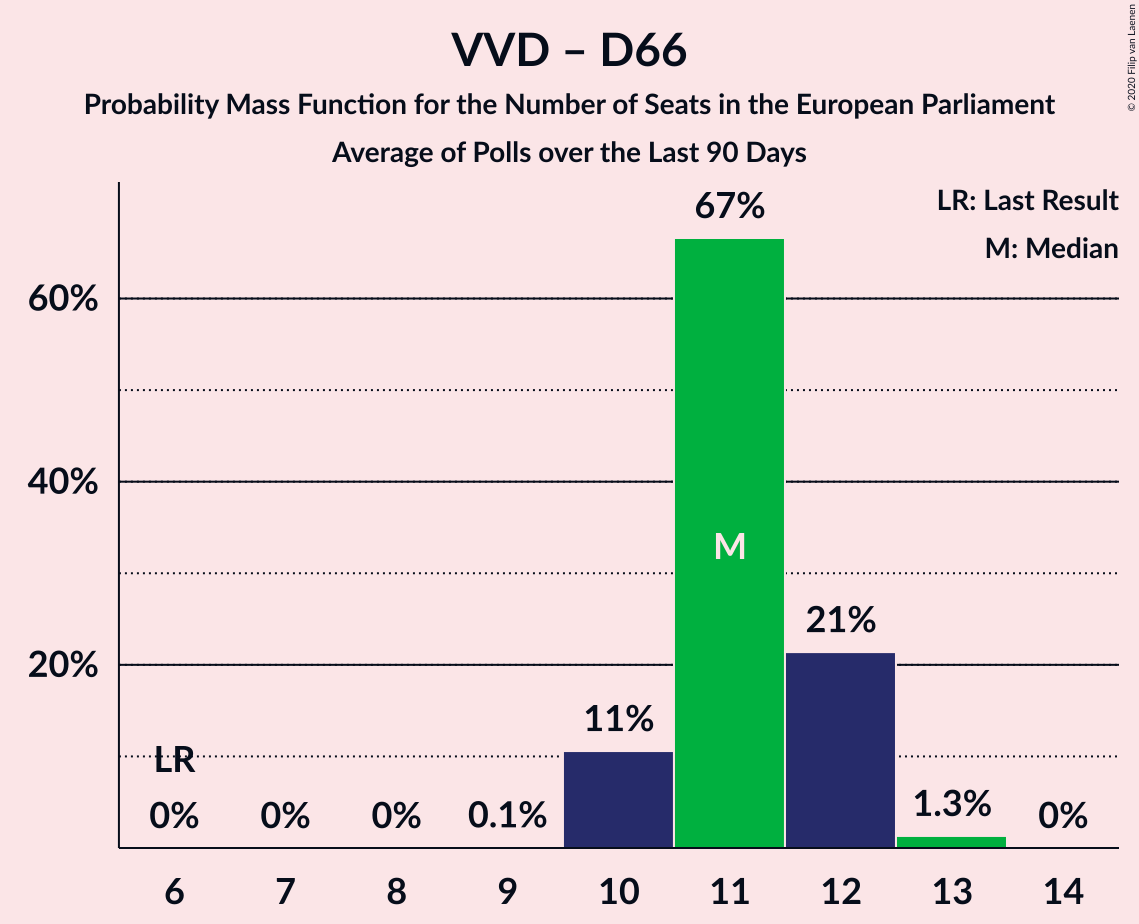 VVD – D66
Probability Mass Function for the Number of Seats in the European Parliament
Average of Polls over the Last 90 Days
© 2020 Filip van Laenen
LR: Last Result
M: Median
67%
60%
40%
M
21%
20%
11%
LR
0%
0%
0%
0.1%
1.3%
0%
6 7 8 9 10 11 12 13 14